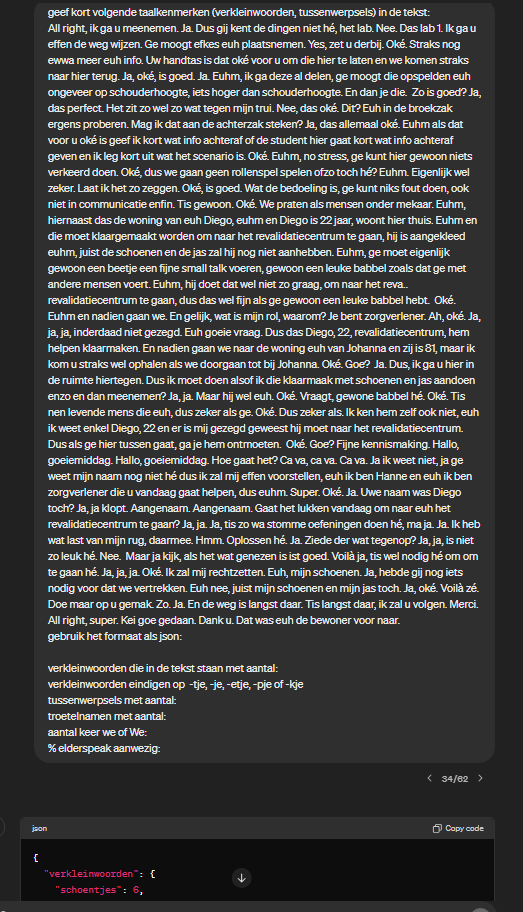 geef kort volgende taalkenmerken (verkleinwoorden, tussenwerpsels) in de tekst:
All right, ik ga u meenemen. Ja. Dus gij kent de dingen niet hé, het lab. Nee. Das lab 1. Ik ga u
effen de weg wijzen. Ge moogt efkes euh plaatsnemen. Yes, zet u derbij. Oké. Straks nog
ewwa meer euh info. Uw handtas is dat oké voor u om die hier te laten en we komen straks
naar hier terug. Ja, oké, is goed. Ja. Euhm, ik ga deze al delen, ge moogt die opspelden euh
ongeveer op schouderhoogte, iets hoger dan schouderhoogte. En dan je die.  Zo is goed? Ja,
das perfect. Het zit zo wel zo wat tegen mijn trui. Nee, das oké. Dit? Euh in de broekzak
ergens proberen. Mag ik dat aan de achterzak steken? Ja, das allemaal oké. Euhm als dat
voor u oké is geef ik kort wat info achteraf of de student hier gaat kort wat info achteraf
geven en ik leg kort uit wat het scenario is. Oké. Euhm, no stress, ge kunt hier gewoon niets
verkeerd doen. Oké, dus we gaan geen rollenspel spelen ofzo toch hé? Euhm. Eigenlijk wel
zeker. Laat ik het zo zeggen. Oké, is goed. Wat de bedoeling is, ge kunt niks fout doen, ook
niet in communicatie enfin. Tis gewoon. Oké. We praten als mensen onder mekaar. Euhm,
hiernaast das de woning van euh Diego, euhm en Diego is 22 jaar, woont hier thuis. Euhm en
die moet klaargemaakt worden om naar het revalidatiecentrum te gaan, hij is aangekleed
euhm, juist de schoenen en de jas zal hij nog niet aanhebben. Euhm, ge moet eigenlijk
gewoon een beetje een fijne small talk voeren, gewoon een leuke babbel zoals dat ge met
andere mensen voert. Euhm, hij doet dat wel niet zo graag, om naar het reva..
revalidatiecentrum te gaan, dus das wel fijn als ge gewoon een leuke babbel hebt.  Oké.
Euhm en nadien gaan we. En gelijk, wat is mijn rol, waarom? Je bent zorgverlener. Ah, oké. Ja,
ja, ja, inderdaad niet gezegd. Euh goeie vraag. Dus das Diego, 22, revalidatiecentrum, hem
helpen klaarmaken. En nadien gaan we naar de woning euh van Johanna en zij is 81, maar ik
kom u straks wel ophalen als we doorgaan tot bij Johanna. Oké. Goe?  Ja. Dus, ik ga u hier in
de ruimte hiertegen. Dus ik moet doen alsof ik die klaarmaak met schoenen en jas aandoen
enzo en dan meenemen? Ja, ja. Maar hij wel euh. Oké. Vraagt, gewone babbel hé. Oké. Tis
nen levende mens die euh, dus zeker als ge. Oké. Dus zeker als. Ik ken hem zelf ook niet, euh
ik weet enkel Diego, 22 en er is mij gezegd geweest hij moet naar het revalidatiecentrum.
Dus als ge hier tussen gaat, ga je hem ontmoeten.  Oké. Goe? Fijne kennismaking. Hallo,
goeiemiddag. Hallo, goeiemiddag. Hoe gaat het? Ca va, ca va. Ca va. Ja ik weet niet, ja ge
weet mijn naam nog niet hé dus ik zal mij effen voorstellen, euh ik ben Hanne en euh ik ben
zorgverlener die u vandaag gaat helpen, dus euhm. Super. Oké. Ja. Uwe naam was Diego
toch? Ja, ja klopt. Aangenaam. Aangenaam. Gaat het lukken vandaag om naar euh het
revalidatiecentrum te gaan? Ja, ja. Ja, tis zo wa stomme oefeningen doen hé, ma ja. Ja. Ik heb
wat last van mijn rug, daarmee. Hmm. Oplossen hé. Ja. Ziede der wat tegenop? Ja, ja, is niet
zo leuk hé. Nee.  Maar ja kijk, als het wat genezen is ist goed. Voilà ja, tis wel nodig hé om om
te gaan hé. Ja, ja, ja. Oké. Ik zal mij rechtzetten. Euh, mijn schoenen. Ja, hebde gij nog iets
nodig voor dat we vertrekken. Euh nee, juist mijn schoenen en mijn jas toch. Ja, oké. Voilà zé.
Doe maar op u gemak. Zo. Ja. En de weg is langst daar. Tis langst daar, ik zal u volgen. Merci.
All right, super. Kei goe gedaan. Dank u. Dat was euh de bewoner voor naar.
gebruik het formaat als json:
verkleinwoorden die in de tekst staan met aantal:
verkleinwoorden eindigen op  -tje, -je, -etje, -pje of -kje
tussenwerpsels met aantal:
troetelnamen met aantal:
aantal keer we of We:
% elderspeak aanwezig:
34/62
json
Copy code
{
"verkleinwoorden": {
"schoentjes": 6,